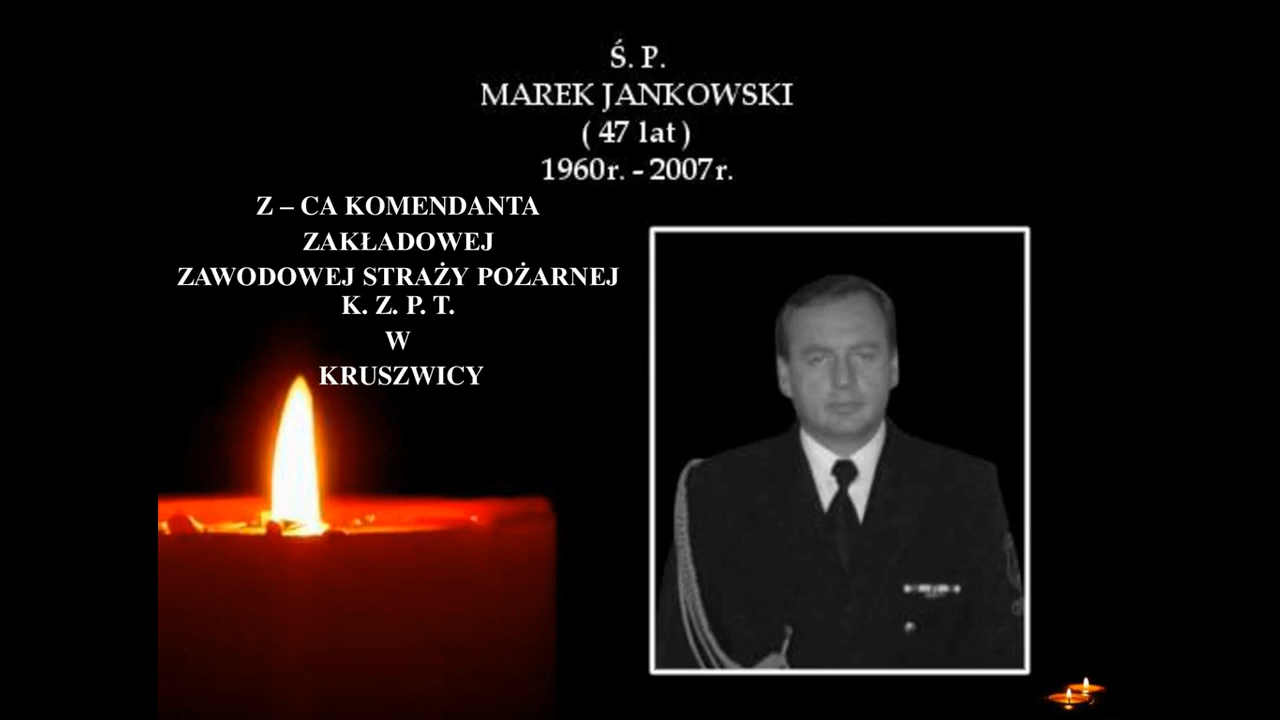 Ś. P.
MAREK JANKOWSKI
( 47 lat )
1960r. - 2007r.
Z – CA KOMENDANTA
ZAKŁADOWEJ
ZAWODOWEJ STRAŻY POŻARNEJ
K. Z. P. T.
W
KRUSZWICY